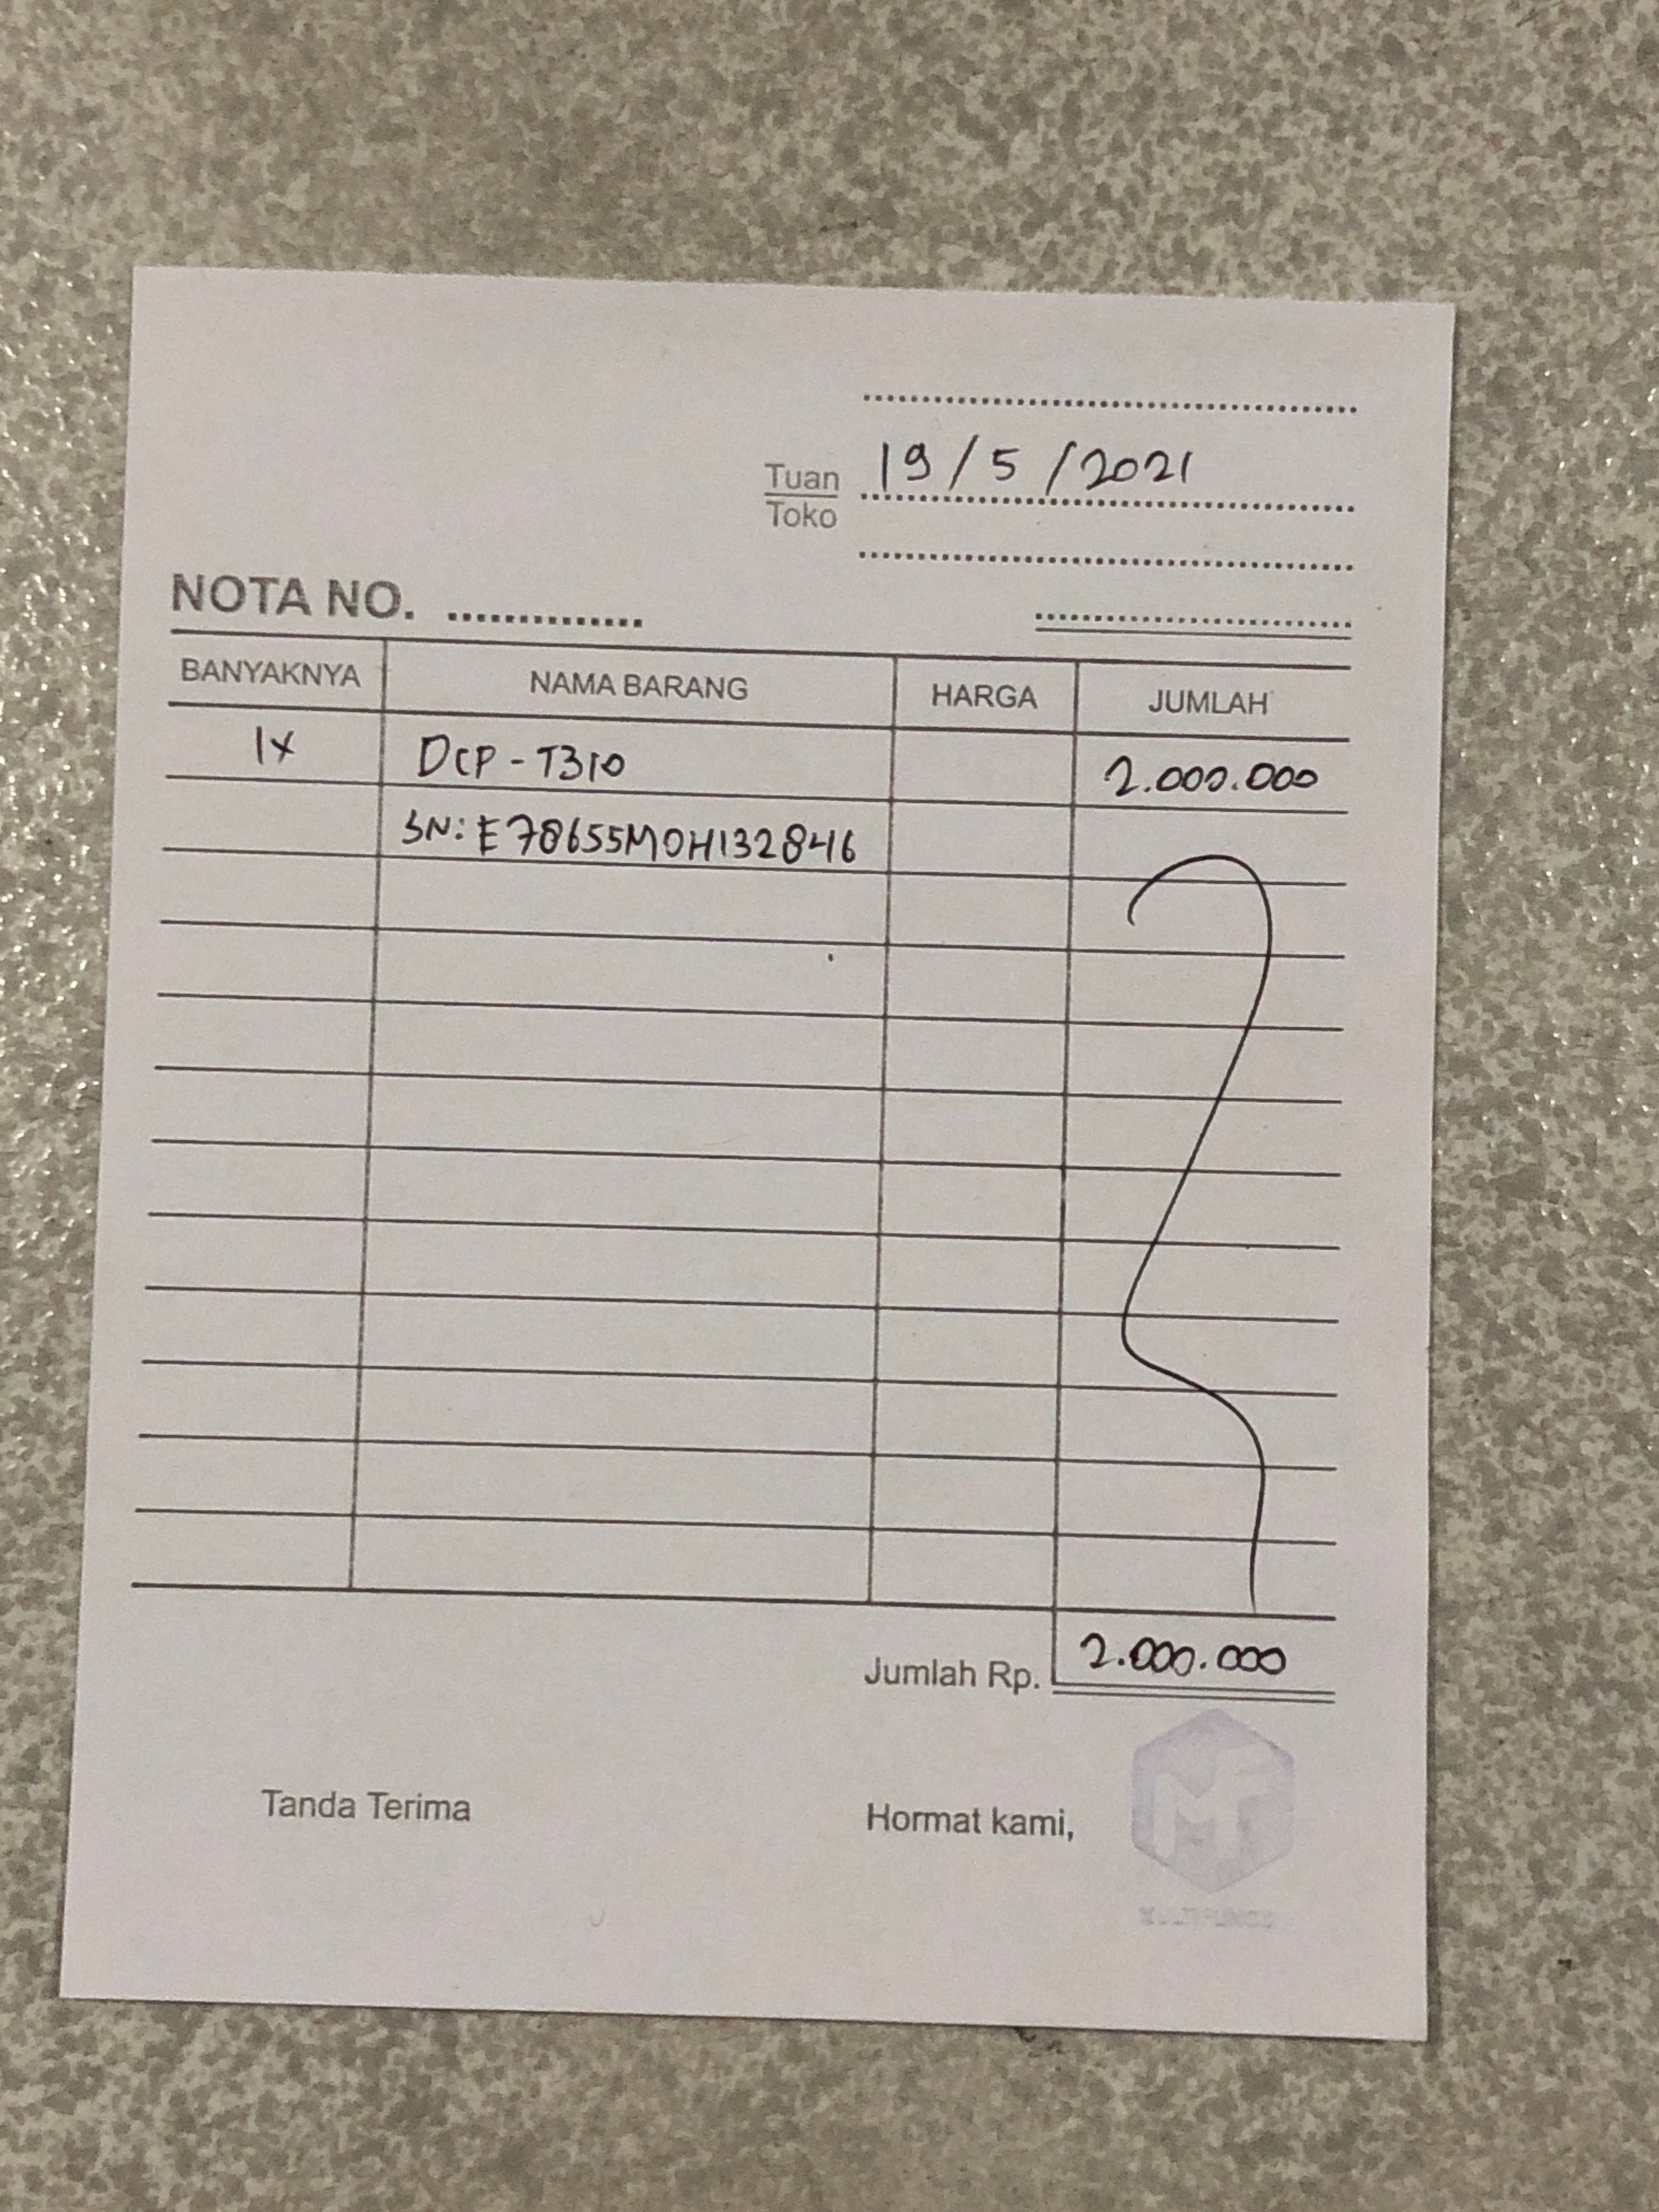 19/5/2021
Tuan
Toko
NOTA NO.
BANYAKNYA NAMA BARANG HARGA JUMLAH
1x DCP-T310 2.000.000
SN: E78655M0H132846
Jumlah Rp. 2.000.000
Tanda Terima Hormat kami,
MF